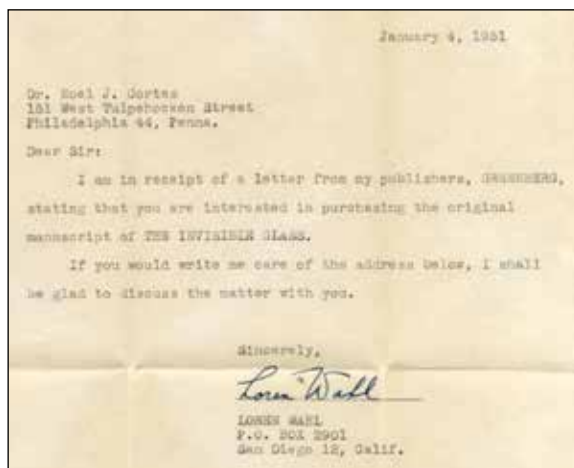 January 4, 1951
Dr. Noel J. Cortes
151 West Tulpehocken Street
Philadelphia 44, Penna.
Dear Sir:
I am in receipt of a letter from my publishers, GREENBERG,
stating that you are interested in purchasing the original
manuscript of THE INVISIBLE GLASS.
If you would write me care of the address below, I shall
be glad to discuss the matter with you.
Sincerely,
Loren Wahl
LOREN WAHL
P.O. BOX 2901
San Diego 12, Calif.